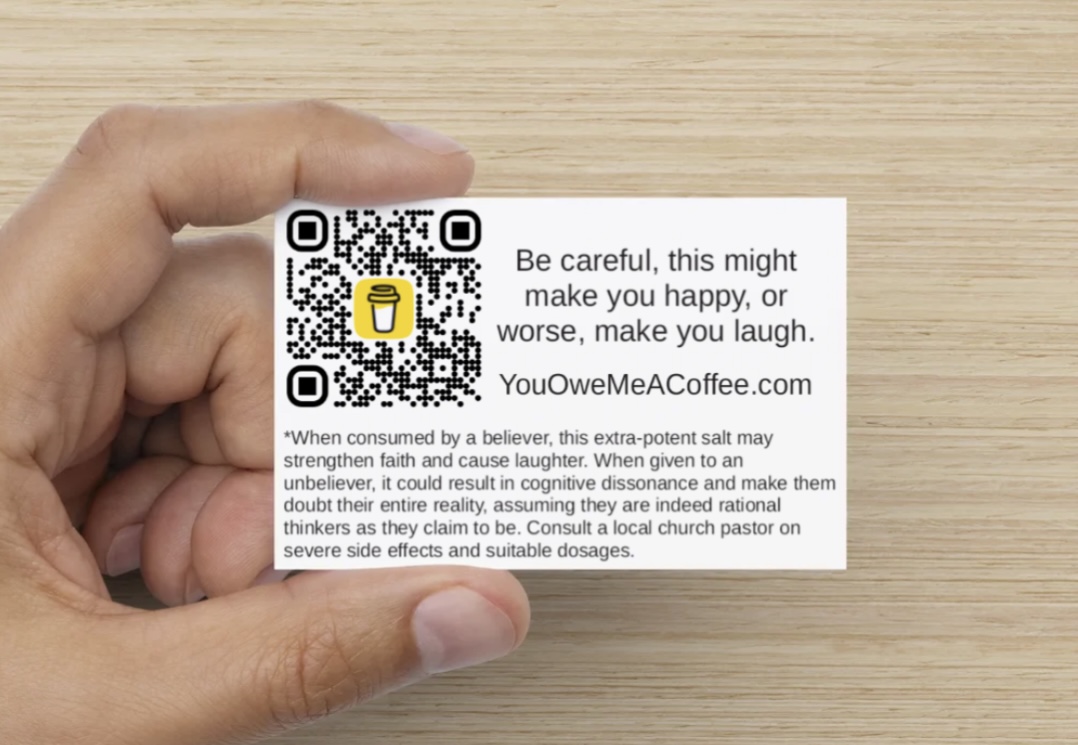 Be careful, this might
make you happy, or
worse, make you laugh.
YouOweMeACoffee.com
*When consumed by a believer, this extra-potent salt may
strengthen faith and cause laughter. When given to an
unbeliever, it could result in cognitive dissonance and make them
doubt their entire reality, assuming they are indeed rational
thinkers as they claim to be. Consult a local church pastor on
severe side effects and suitable dosages.